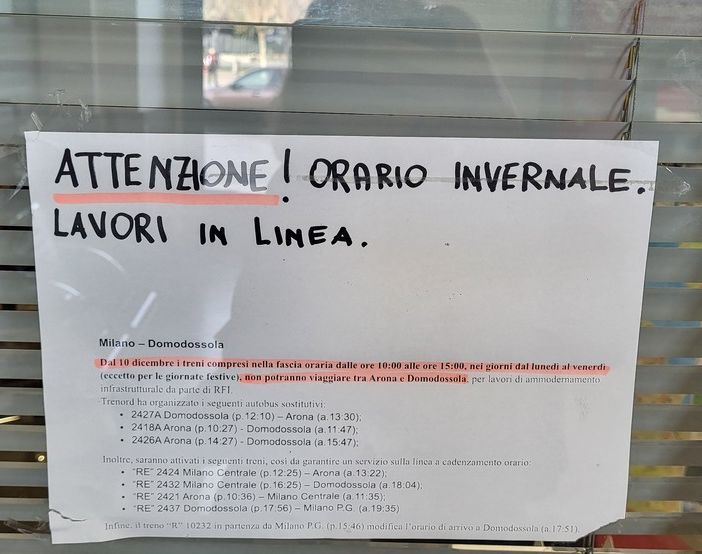 ATTENZIONE! ORARIO INVERNALE.
LAVORI IN LINEA.
Milano – Domodossola
Dal 10 dicembre i treni compresi nella fascia oraria dalle ore 10:00 alle ore 15:00, nei giorni dal lunedì al venerdì
(eccetto per le giornate festive), non potranno viaggiare tra Arona e Domodossola, per lavori di ammodernamento
infrastrutturale da parte di RFI.
Trenord ha organizzato i seguenti autobus sostitutivi:
• 2427A Domodossola (p.12:10) – Arona (a.13:30);
• 2418A Arona (p.10:27) - Domodossola (a.11:47);
• 2426A Arona (p.14:27) - Domodossola (a.15:47);
Inoltre, saranno attivati i seguenti treni, così da garantire un servizio sulla linea a cadenzamento orario:
• "RE" 2424 Milano Centrale (p.12:25) – Arona (a.13:22);
• "RE" 2432 Milano Centrale (p.16:25) – Domodossola (a.18:04);
• "RE" 2421 Arona (p.10:36) – Milano Centrale (a.11:35);
• "RE" 2437 Domodossola (p.17:56) – Milano P.G. (a.19:35)
Infine, il treno "R" 10232 in partenza da Milano P.G. (p.15:46) modifica l'orario di arrivo a Domodossola (a.17:51).